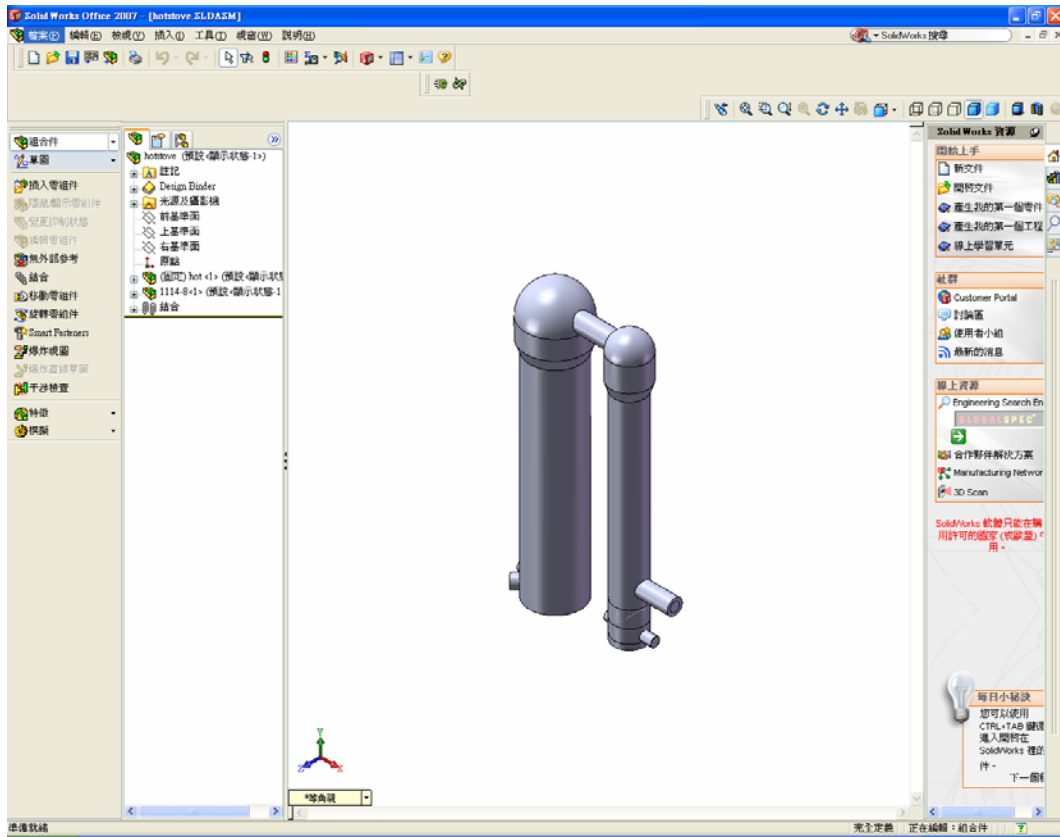 Solid Works Office 2007 - [hotstove.SLDASM]
檔案(F) 編輯(E) 檢視(V) 插入(I) 工具(T) 視窗(W) 說明(H)
SolidWorks 搜尋
組合件
草圖
插入零組件
隱藏/顯示零組件
變更抑制狀態
編輯零組件
無外部參考
結合
移動零組件
旋轉零組件
Smart Fasteners
爆炸視圖
爆炸直線草圖
干涉檢查
特徵
模擬
hotstove (預設<顯示狀態-1>)
註記
Design Binder
光源及攝影機
前基準面
上基準面
右基準面
原點
(固定) hot <1> (預設<顯示狀
1114-8<1> (預設<顯示狀態-1
結合
Y
Z
X
*等角視
SolidWorks 資源
開始上手
新文件
開啟文件
產生我的第一個零件
產生我的第一個工程
線上學習單元
社群
Customer Portal
討論區
使用者小組
最新的消息
線上資源
Engineering Search En
GLOBALSPEC
合作夥伴解決方案
Manufacturing Networ
3D Scan
SolidWorks 軟體只能在購
用許可的國家 (或歐盟) 中
用。
每日小秘訣
您可以使用
CTRL+TAB 鍵
進入開啟在
SolidWorks 裡的
件。
下一個
準備就緒
完全定義
正在編輯：組合件